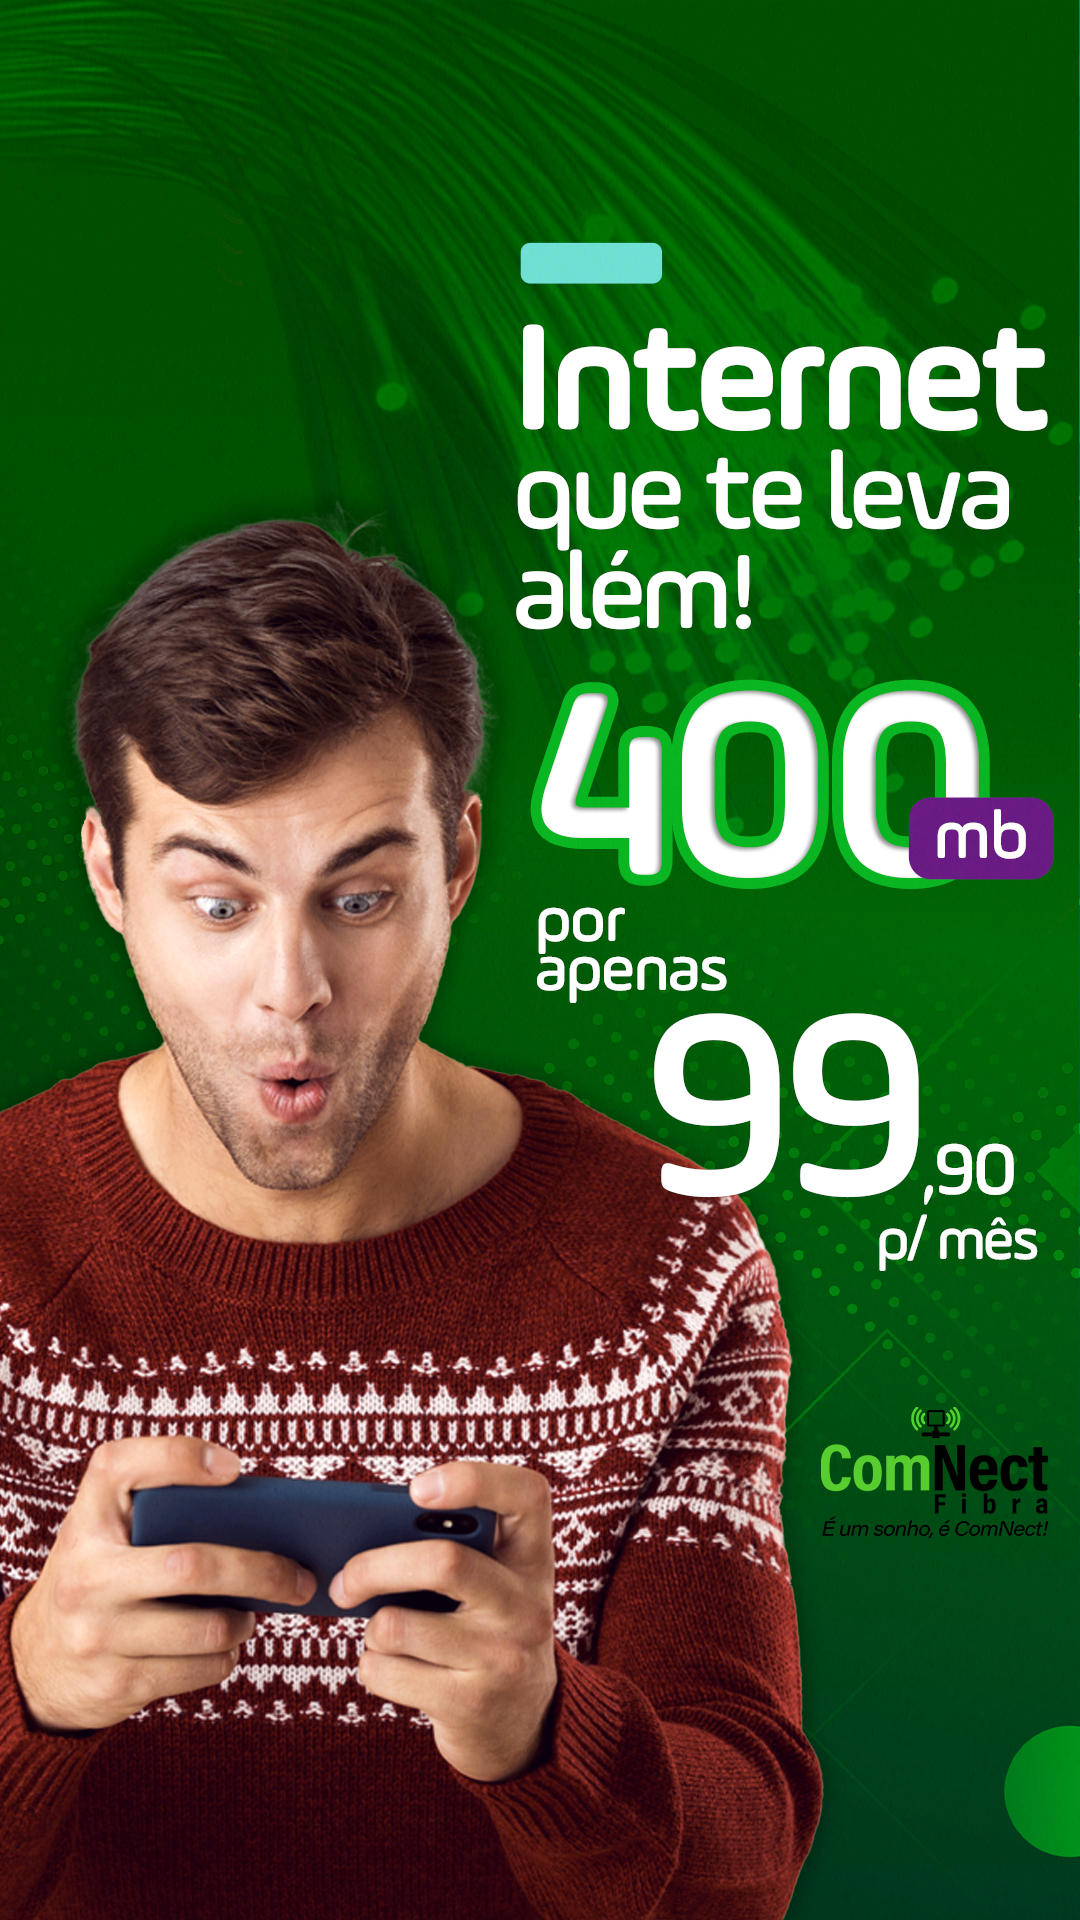 Internet
que te leva
além!
400
mb
por
apenas
99,90
p/ mês
ComNect
Fibra
É um sonho, é ComNect!